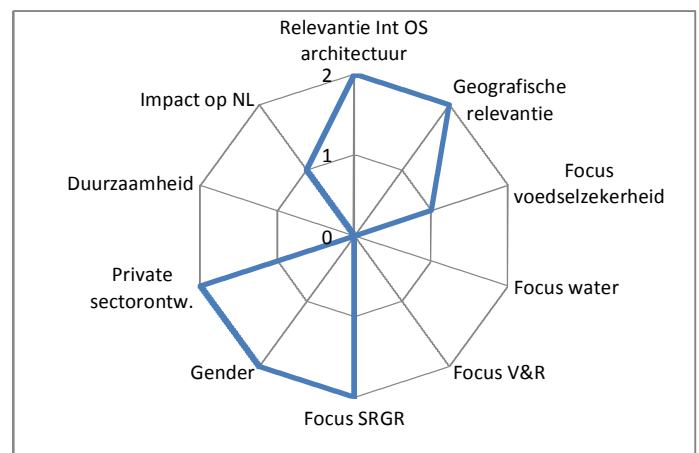 Relevantie Int OS
architectuur
2
Geografische
relevantie
Impact op NL
1
Focus
voedselzekerheid
Duurzaamheid
0
Private
sectorontw.
Focus water
Gender
Focus V&R
Focus SRGR